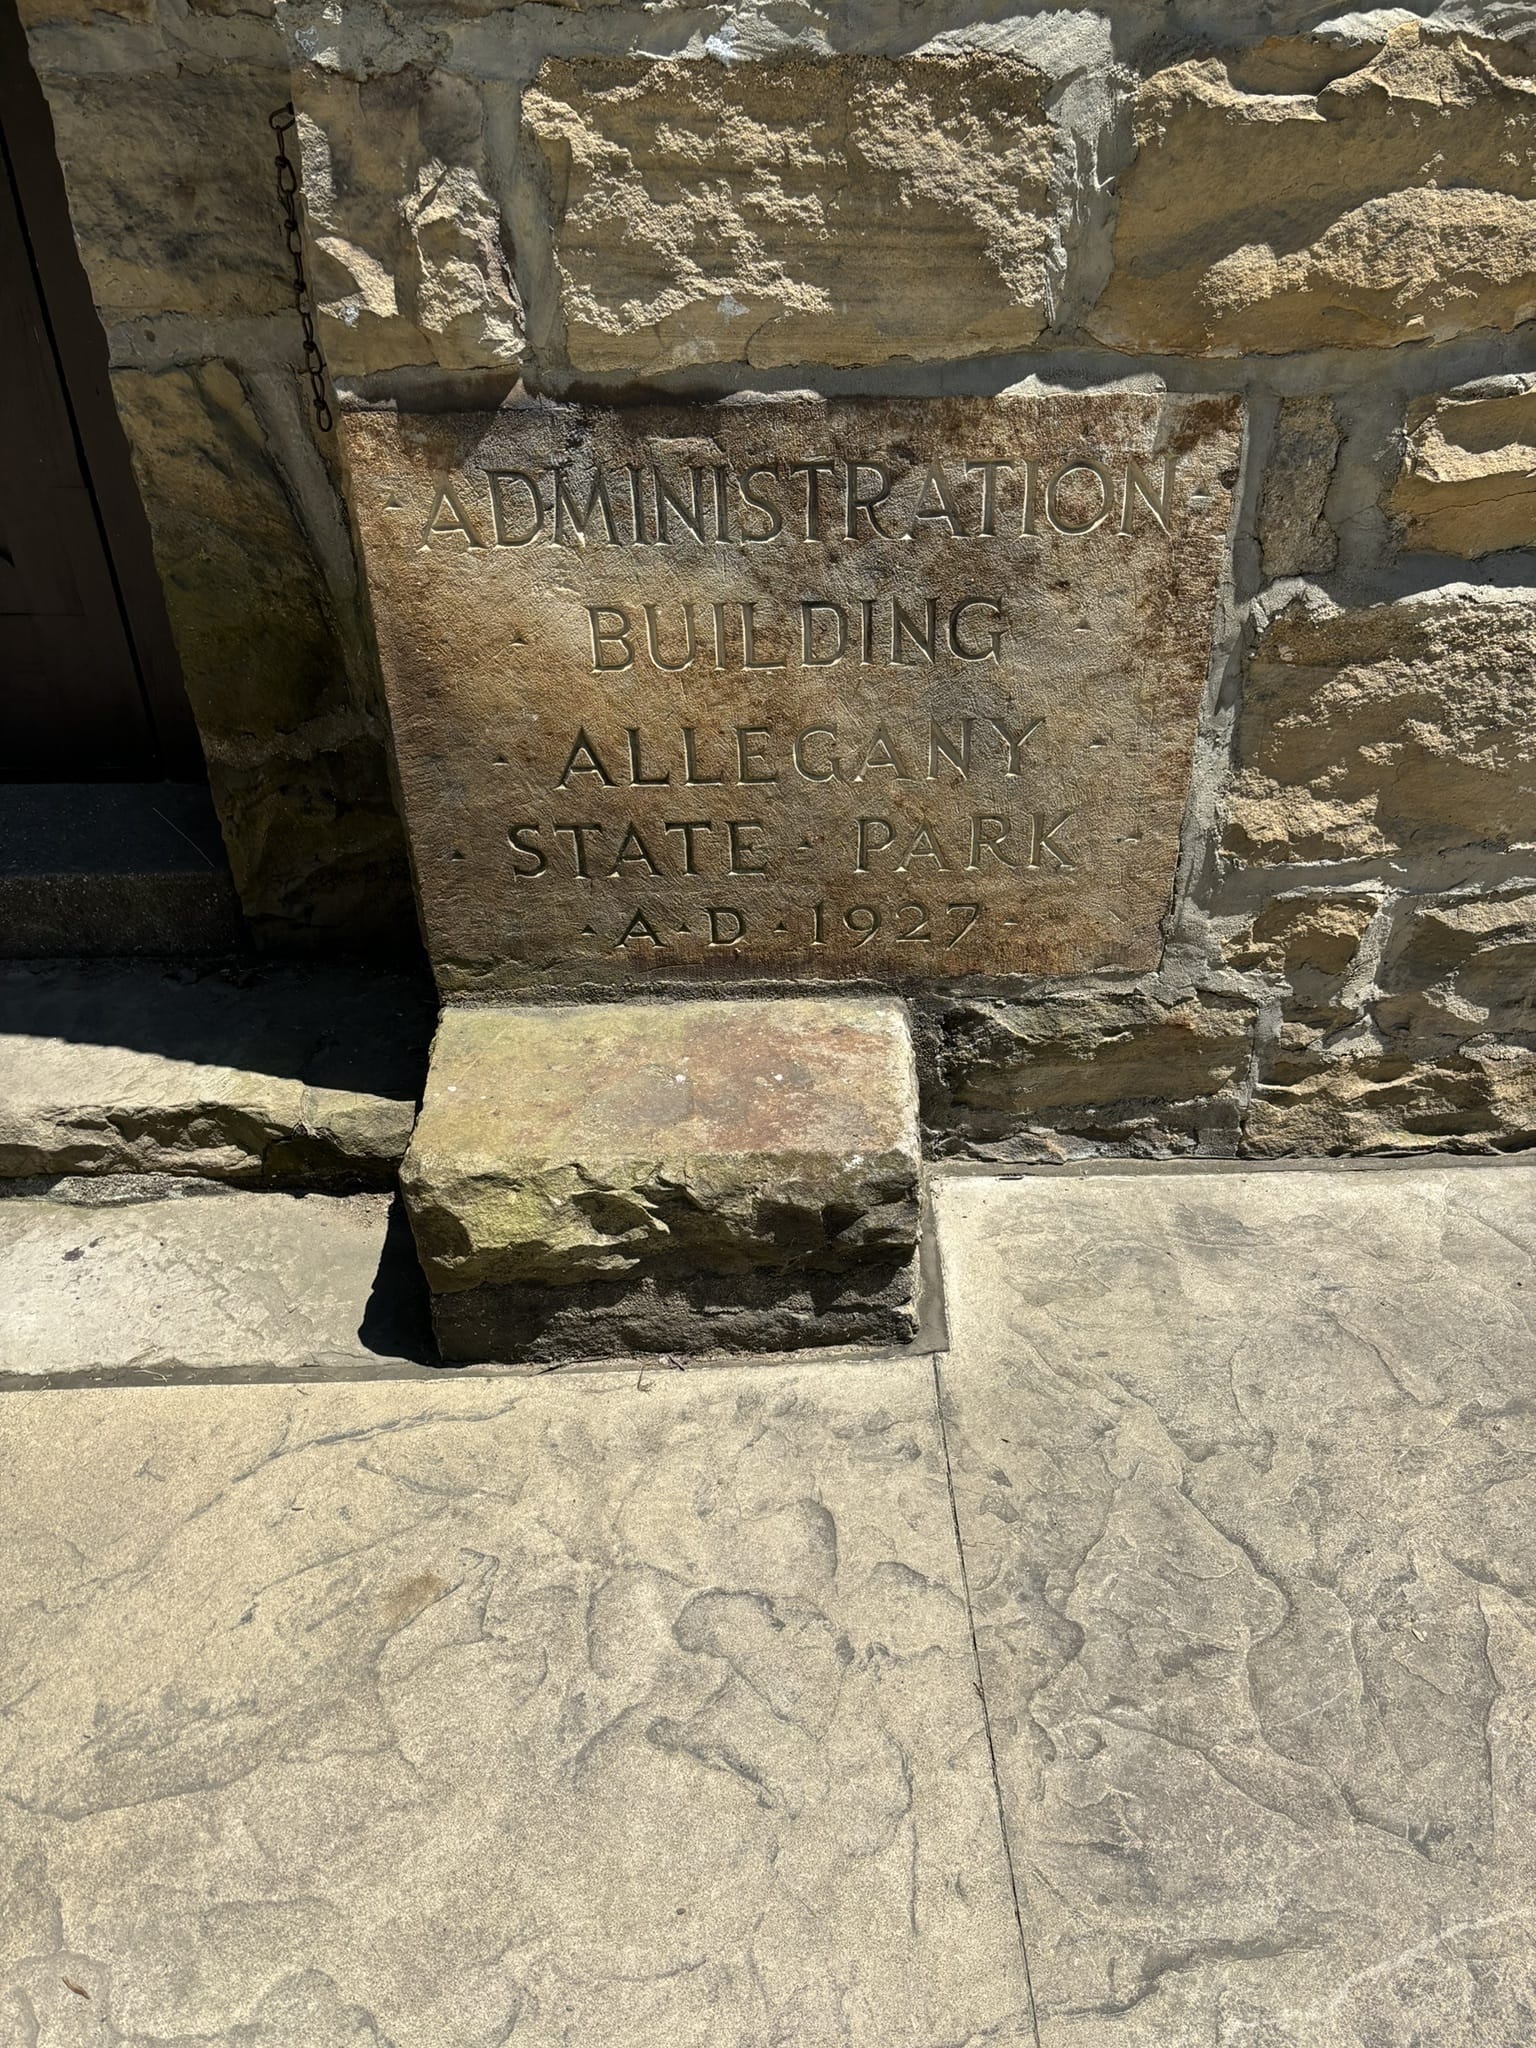 · ADMINISTRATION ·
· BUILDING ·
· ALLEGANY ·
· STATE · PARK ·
· A · D · 1927 ·